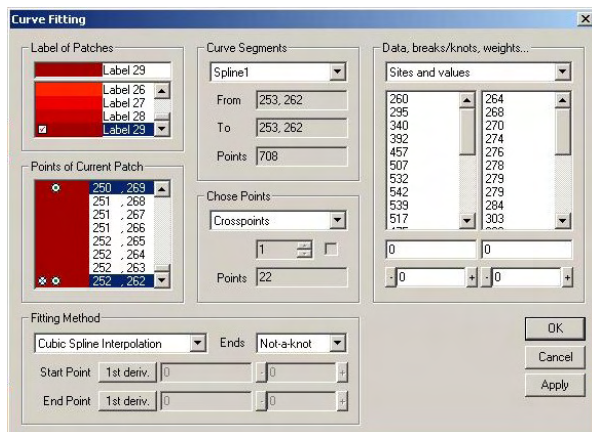 Curve Fitting
Label of Patches
Label 29
Label 26
Label 27
Label 28
Label 29
Points of Current Patch
250 , 269
251 , 268
251 , 267
251 , 266
252 , 265
252 , 264
252 , 263
252 , 262
Curve Segments
Spline1
From 253, 262
To 253, 262
Points 708
Chose Points
Crosspoints
1
Points 22
Data, breaks/knots, weights...
Sites and values
260 264
295 268
340 270
392 274
457 276
507 278
532 279
542 279
539 284
517 303
0 0
- 0 + - 0 +
Fitting Method
Cubic Spline Interpolation Ends Not-a-knot
Start Point 1st deriv. 0 - 0 +
End Point 1st deriv. 0 - 0 +
OK
Cancel
Apply